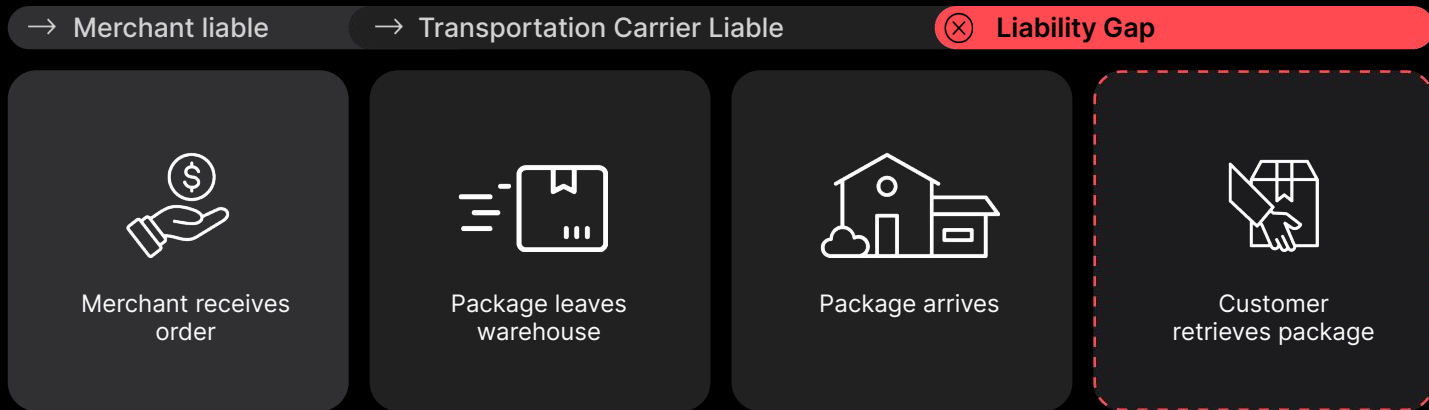 → Merchant liable
→ Transportation Carrier Liable
Liability Gap
Merchant receives
order
Package leaves
warehouse
Package arrives
Customer
retrieves package